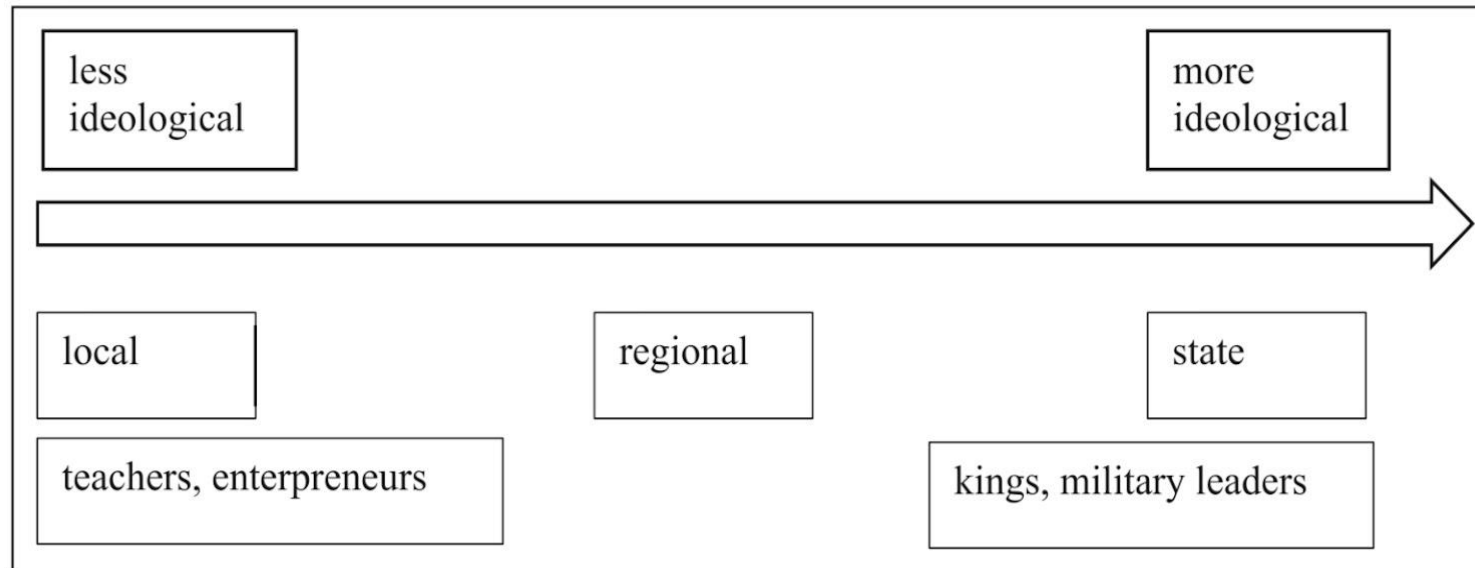 less
ideological
more
ideological
local
regional
state
teachers, enterpreneurs
kings, military leaders